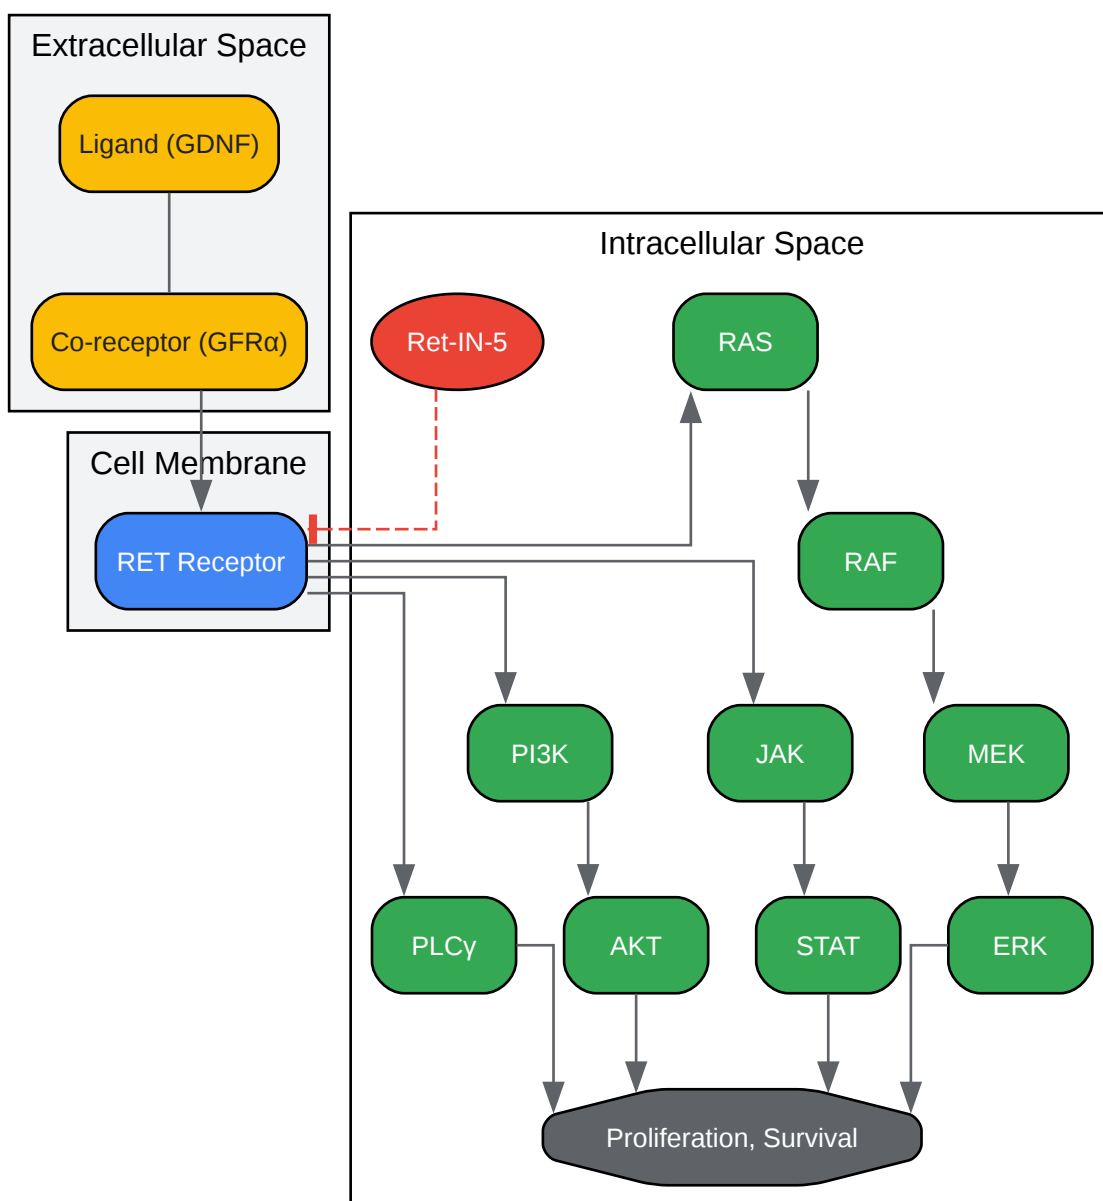 Extracellular Space
Ligand (GDNF)
Co-receptor (GFRα)
Cell Membrane
RET Receptor
Intracellular Space
Ret-IN-5
RAS
RAF
PI3K
JAK
MEK
PLCγ
AKT
STAT
ERK
Proliferation, Survival